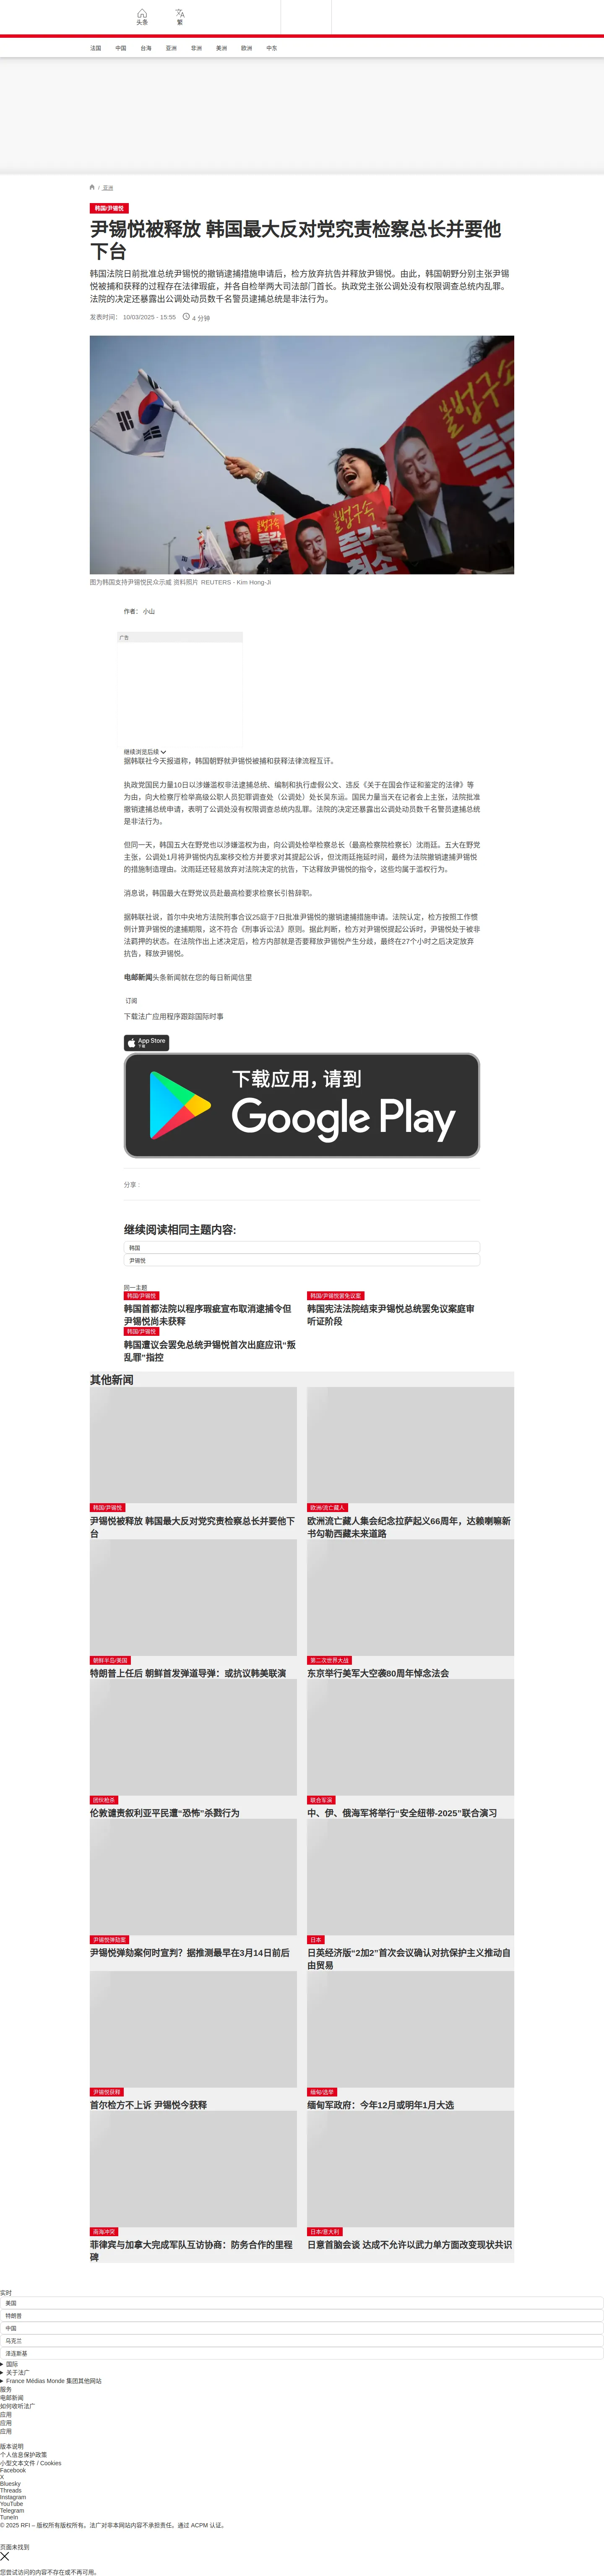 头条
繁
法国
中国
台海
亚洲
非洲
美洲
欧洲
中东
/ 亚洲
韩国/尹锡悦
尹锡悦被释放 韩国最大反对党究责检察总长并要他
下台
韩国法院日前批准总统尹锡悦的撤销逮捕措施申请后，检方放弃抗告并释放尹锡悦。由此，韩国朝野分别主张尹锡
悦被捕和获释的过程存在法律瑕疵，并各自检举两大司法部门首长。执政党主张公调处没有权限调查总统内乱罪。
法院的决定还暴露出公调处动员数千名警员逮捕总统是非法行为。
发表时间： 10/03/2025 - 15:55
4 分钟
불법구속
즉각
취소
图为韩国支持尹锡悦民众示威 资料照片 REUTERS - Kim Hong-Ji
作者： 小山
广告
继续浏览后续
据韩联社今天报道称，韩国朝野就尹锡悦被捕和获释法律流程互讦。
执政党国民力量10日以涉嫌滥权非法逮捕总统、编制和执行虚假公文、违反《关于在国会作证和鉴定的法律》等
为由，向大检察厅检举高级公职人员犯罪调查处（公调处）处长吴东运。国民力量当天在记者会上主张，法院批准
撤销逮捕总统申请，表明了公调处没有权限调查总统内乱罪。法院的决定还暴露出公调处动员数千名警员逮捕总统
是非法行为。
但同一天，韩国五大在野党也以涉嫌滥权为由，向公调处检举检察总长（最高检察院检察长）沈雨廷。五大在野党
主张，公调处1月将尹锡悦内乱案移交检方并要求对其提起公诉，但沈雨廷拖延时间，最终为法院撤销逮捕尹锡悦
的措施制造理由。沈雨廷还轻易放弃对法院决定的抗告，下达释放尹锡悦的指令，这些均属于滥权行为。
消息说，韩国最大在野党议员赴最高检要求检察长引咎辞职。
据韩联社说，首尔中央地方法院刑事合议25庭于7日批准尹锡悦的撤销逮捕措施申请。法院认定，检方按照工作惯
例计算尹锡悦的逮捕期限，这不符合《刑事诉讼法》原则。据此判断，检方对尹锡悦提起公诉时，尹锡悦处于被非
法羁押的状态。在法院作出上述决定后，检方内部就是否要释放尹锡悦产生分歧，最终在27个小时之后决定放弃
抗告，释放尹锡悦。
电邮新闻头条新闻就在您的每日新闻信里
订阅
下载法广应用程序跟踪国际时事
App Store
下载
下载应用，请到
Google Play
分享 :
继续阅读相同主题内容:
韩国
尹锡悦
同一主题
韩国/尹锡悦
韩国首都法院以程序瑕疵宣布取消逮捕令但
尹锡悦尚未获释
韩国/尹锡悦罢免议案
韩国宪法法院结束尹锡悦总统罢免议案庭审
听证阶段
韩国/尹锡悦
韩国遭议会罢免总统尹锡悦首次出庭应讯“叛
乱罪”指控
其他新闻
韩国/尹锡悦
尹锡悦被释放 韩国最大反对党究责检察总长并要他下
台
欧洲/流亡藏人
欧洲流亡藏人集会纪念拉萨起义66周年，达赖喇嘛新
书勾勒西藏未来道路
朝鲜半岛/美国
特朗普上任后 朝鲜首发弹道导弹：或抗议韩美联演
第二次世界大战
东京举行美军大空袭80周年悼念法会
团伙枪杀
伦敦谴责叙利亚平民遭“恐怖”杀戮行为
联合军演
中、伊、俄海军将举行“安全纽带-2025”联合演习
尹锡悦弹劾案
尹锡悦弹劾案何时宣判？据推测最早在3月14日前后
日本
日英经济版“2加2”首次会议确认对抗保护主义推动自
由贸易
尹锡悦获释
首尔检方不上诉 尹锡悦今获释
缅甸/选举
缅甸军政府：今年12月或明年1月大选
南海冲突
菲律宾与加拿大完成军队互访协商：防务合作的里程
碑
日本/意大利
日意首脑会谈 达成不允许以武力单方面改变现状共识
实时
美国
特朗普
中国
乌克兰
泽连斯基
国际
关于法广
France Médias Monde 集团其他网站
服务
电邮新闻
如何收听法广
应用
应用
应用
版本说明
个人信息保护政策
小型文本文件 / Cookies
Facebook
X
Bluesky
Threads
Instagram
YouTube
Telegram
TuneIn
© 2025 RFI – 版权所有版权所有。法广对非本网站内容不承担责任。通过 ACPM 认证。
页面未找到
您尝试访问的内容不存在或不再可用。